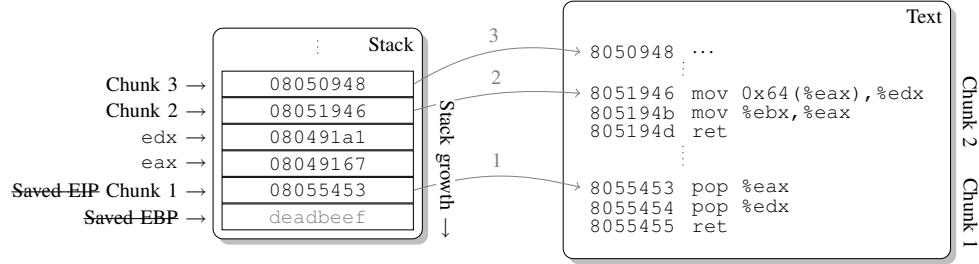 Stack
⋮
Chunk 3 → 08050948
Chunk 2 → 08051946
edx → 080491a1
eax → 08049167
Saved EIP Chunk 1 → 08055453
Saved EBP → deadbeef
Stack growth →
3
2
1
Text
8050948 ...
⋮
8051946 mov 0x64(%eax),%edx
805194b mov %ebx,%eax
805194d ret
⋮
8055453 pop %eax
8055454 pop %edx
8055455 ret
Chunk 2
Chunk 1